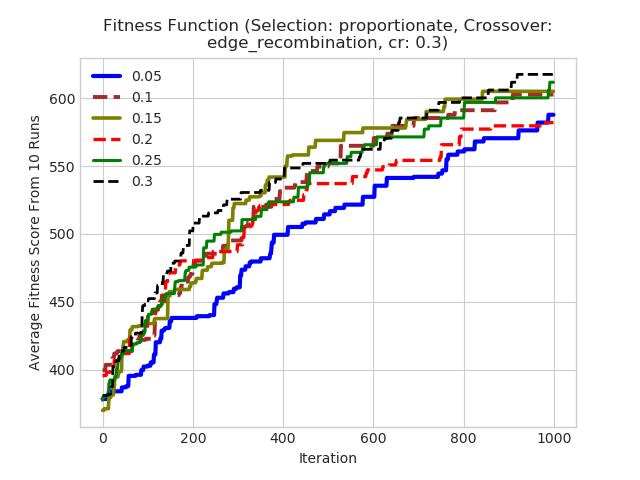 Fitness Function (Selection: proportionate, Crossover:
edge_recombination, cr: 0.3)
0.05
0.1
0.15
0.2
0.25
0.3
Average Fitness Score From 10 Runs
600
550
500
450
400
0 200 400 600 800 1000
Iteration